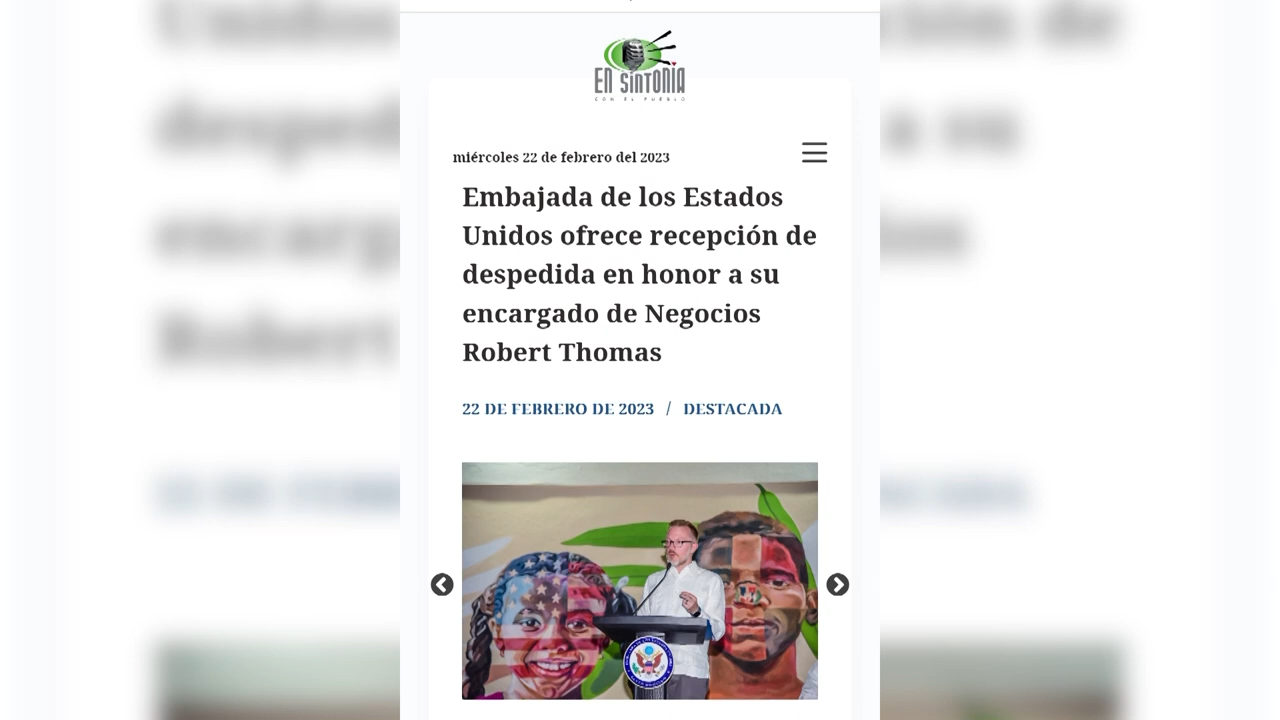 EN SINTONÍA
CON EL PUEBLO
miércoles 22 de febrero del 2023
Embajada de los Estados
Unidos ofrece recepción de
despedida en honor a su
encargado de Negocios
Robert Thomas
22 DE FEBRERO DE 2023 / DESTACADA